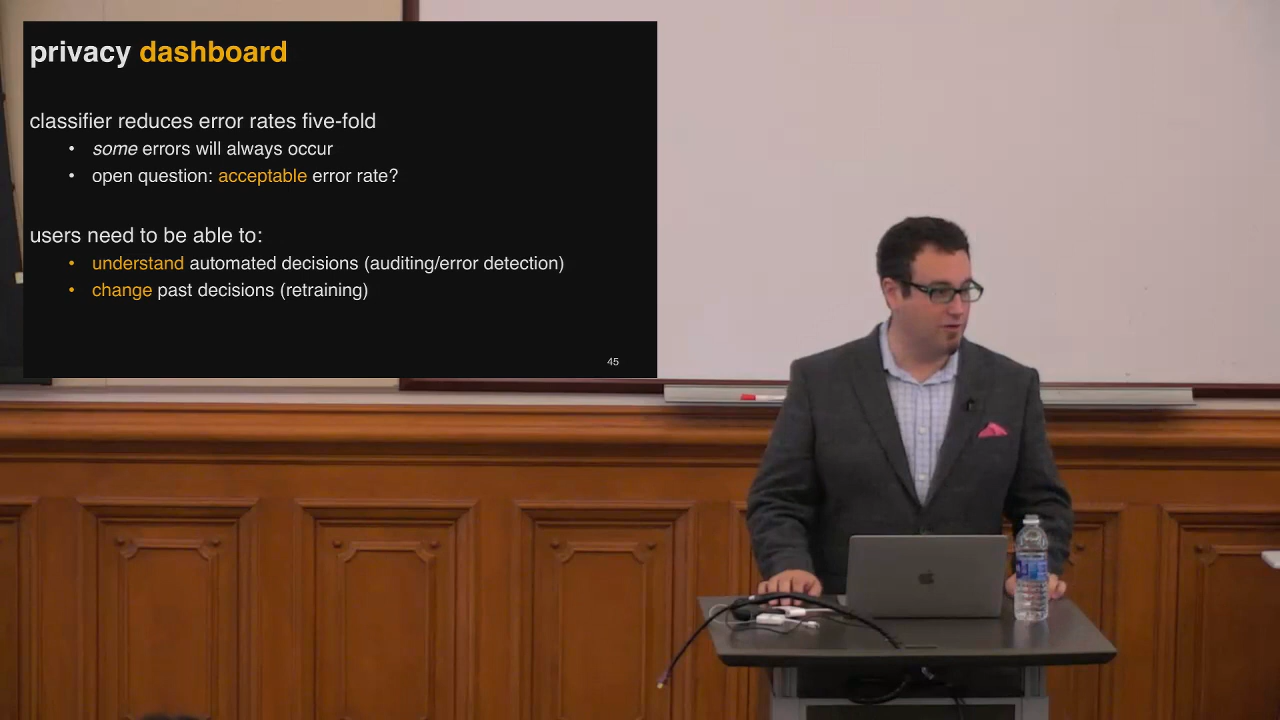 privacy dashboard
classifier reduces error rates five-fold
• some errors will always occur
• open question: acceptable error rate?
users need to be able to:
• understand automated decisions (auditing/error detection)
• change past decisions (retraining)
45